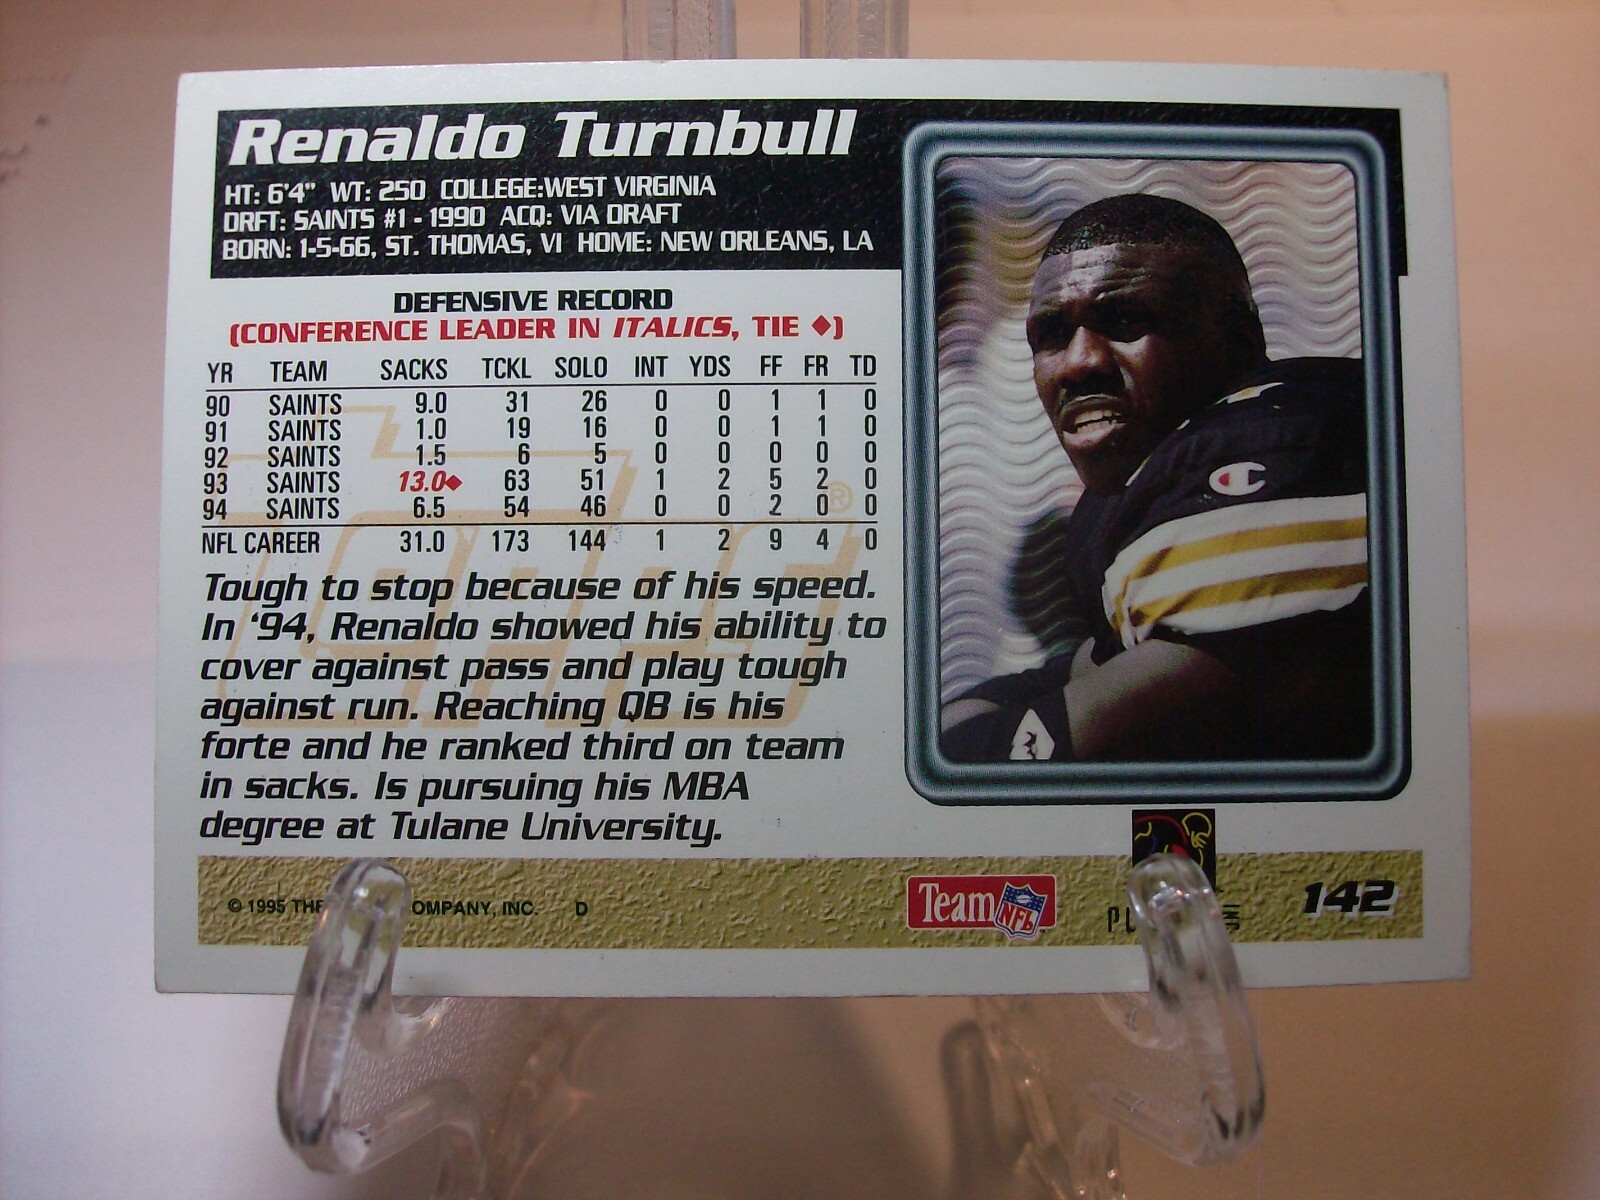 Renaldo Turnbull
HT: 6'4" WT: 250 COLLEGE:WEST VIRGINIA
DRFT: SAINTS #1 - 1990 ACQ: VIA DRAFT
BORN: 1-5-66, ST. THOMAS, VI HOME: NEW ORLEANS, LA
DEFENSIVE RECORD
(CONFERENCE LEADER IN ITALICS, TIE ◆)
YR TEAM SACKS TCKL SOLO INT YDS FF FR TD
90 SAINTS 9.0 31 26 0 0 1 1 0
91 SAINTS 1.0 19 16 0 0 1 1 0
92 SAINTS 1.5 6 5 0 0 0 0 0
93 SAINTS 13.0◆ 63 51 1 2 5 2 0
94 SAINTS 6.5 54 46 0 0 2 0 0
NFL CAREER 31.0 173 144 1 2 9 4 0
Tough to stop because of his speed.
In '94, Renaldo showed his ability to
cover against pass and play tough
against run. Reaching QB is his
forte and he ranked third on team
in sacks. Is pursuing his MBA
degree at Tulane University.
© 1995 THE COMPANY, INC. D
Team NFL
142